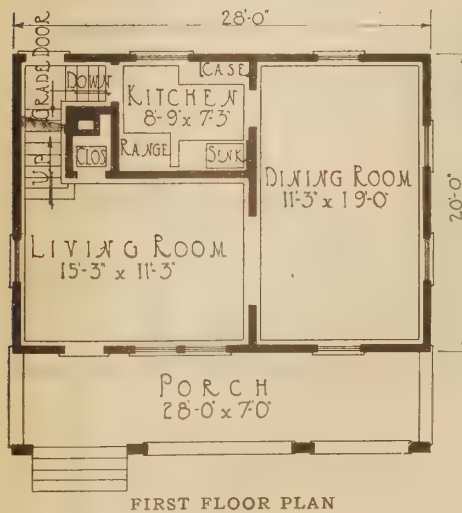 28'-0"
GRADE DOOR
DOWN
CASE
KITCHEN
8'-9" x 7'-3"
UP
CLOS
RANGE
SINK
DINING ROOM
11'-3" x 19'-0"
20'-0"
LIVING ROOM
15'-3" x 11'-3"
PORCH
28'-0" x 7'-0"
FIRST FLOOR PLAN